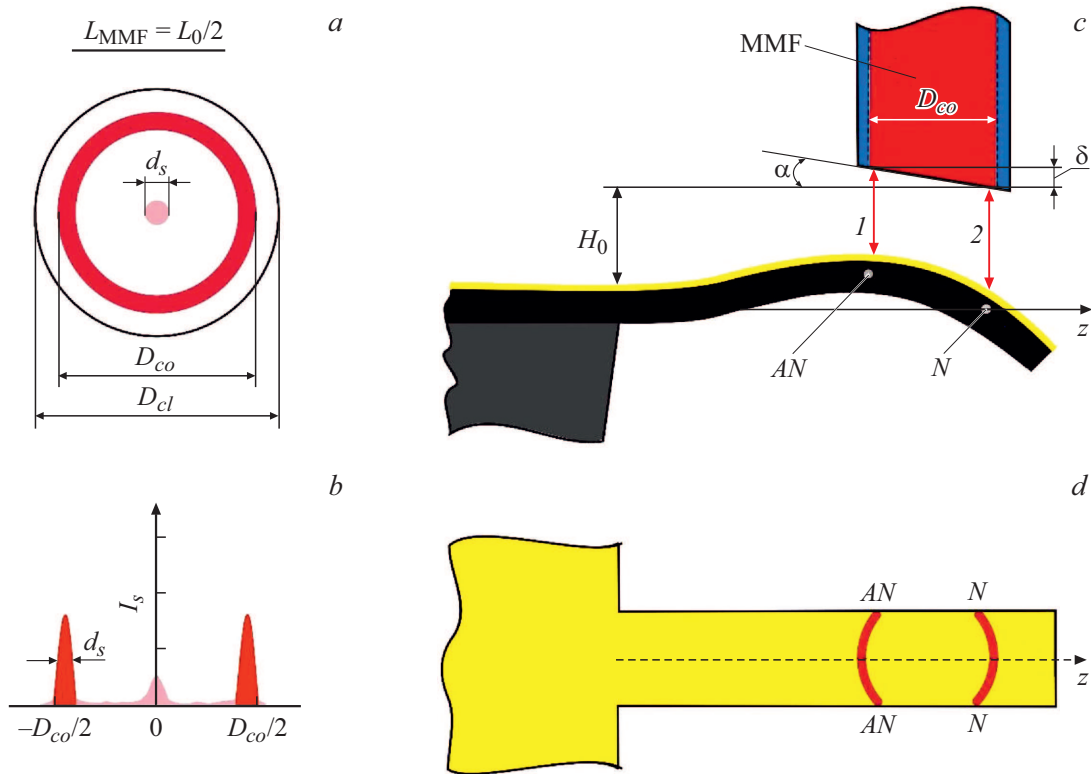 L_MMF = L_0/2
a
d_s
D_co
D_cl
b
I_s
d_s
–D_co/2
0
D_co/2
c
MMF
D_co
α
δ
H_0
1
2
z
AN
N
d
AN
N
z
AN
N